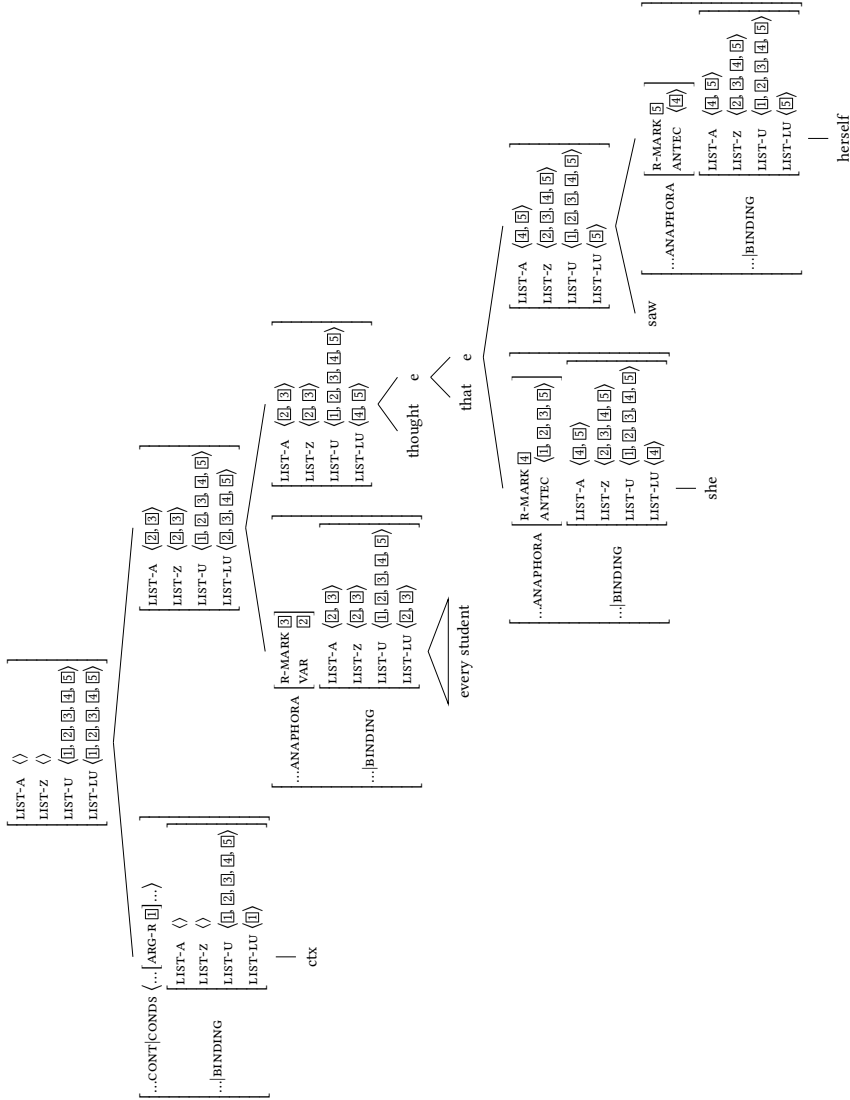 LIST-A ⟨⟩
LIST-Z ⟨⟩
LIST-U ⟨1, 2, 3, 4, 5⟩
LIST-LU ⟨1, 2, 3, 4, 5⟩
...CONT|CONDS ⟨...[ARG-R 1]...⟩
...|BINDING
LIST-A ⟨⟩
LIST-Z ⟨⟩
LIST-U ⟨1, 2, 3, 4, 5⟩
LIST-LU ⟨1⟩
ctx
LIST-A ⟨2, 3⟩
LIST-Z ⟨2, 3⟩
LIST-U ⟨1, 2, 3, 4, 5⟩
LIST-LU ⟨2, 3, 4, 5⟩
...ANAPHORA
R-MARK 3
VAR 2
...|BINDING
LIST-A ⟨2, 3⟩
LIST-Z ⟨2, 3⟩
LIST-U ⟨1, 2, 3, 4, 5⟩
LIST-LU ⟨2, 3⟩
every student
LIST-A ⟨2, 3⟩
LIST-Z ⟨2, 3⟩
LIST-U ⟨1, 2, 3, 4, 5⟩
LIST-LU ⟨4, 5⟩
thought e
that e
...ANAPHORA
R-MARK 4
ANTEC ⟨1, 2, 3, 5⟩
...|BINDING
LIST-A ⟨4, 5⟩
LIST-Z ⟨2, 3, 4, 5⟩
LIST-U ⟨1, 2, 3, 4, 5⟩
LIST-LU ⟨4⟩
she
LIST-A ⟨4, 5⟩
LIST-Z ⟨2, 3, 4, 5⟩
LIST-U ⟨1, 2, 3, 4, 5⟩
LIST-LU ⟨5⟩
saw
...ANAPHORA
R-MARK 5
ANTEC ⟨4⟩
...|BINDING
LIST-A ⟨4, 5⟩
LIST-Z ⟨2, 3, 4, 5⟩
LIST-U ⟨1, 2, 3, 4, 5⟩
LIST-LU ⟨5⟩
herself